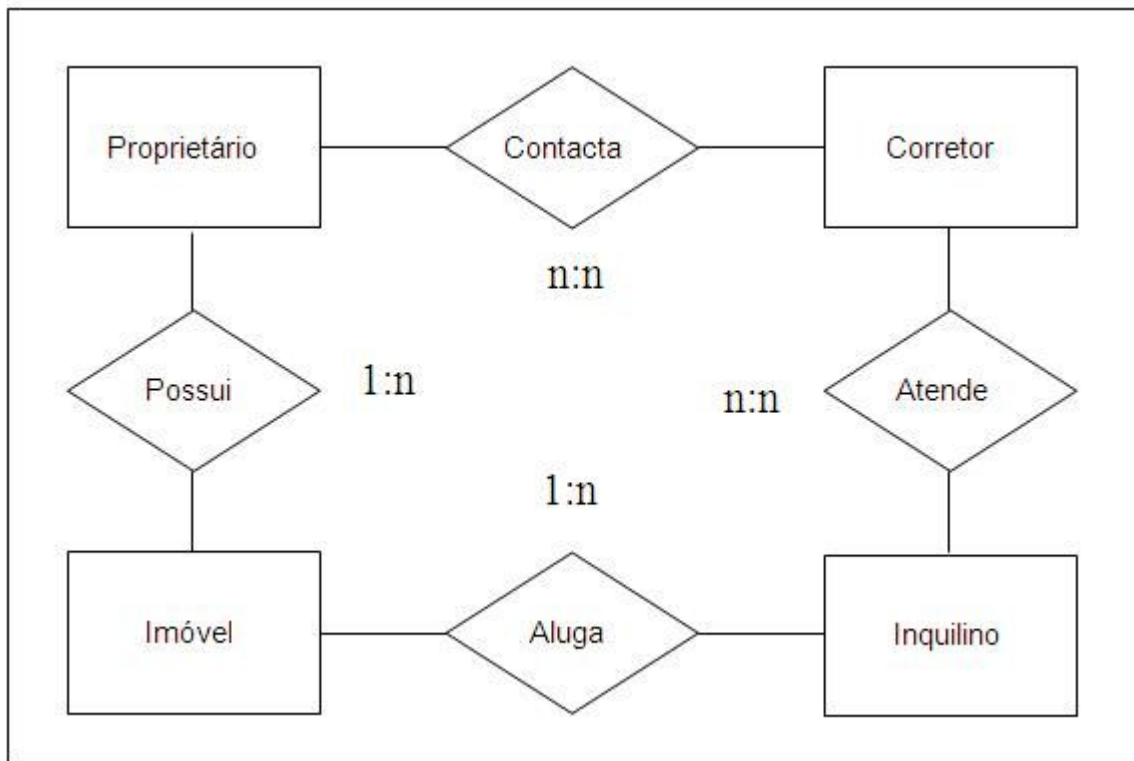 Proprietário
Contacta
Corretor
n:n
Possui
1:n
n:n
Atende
1:n
Imóvel
Aluga
Inquilino